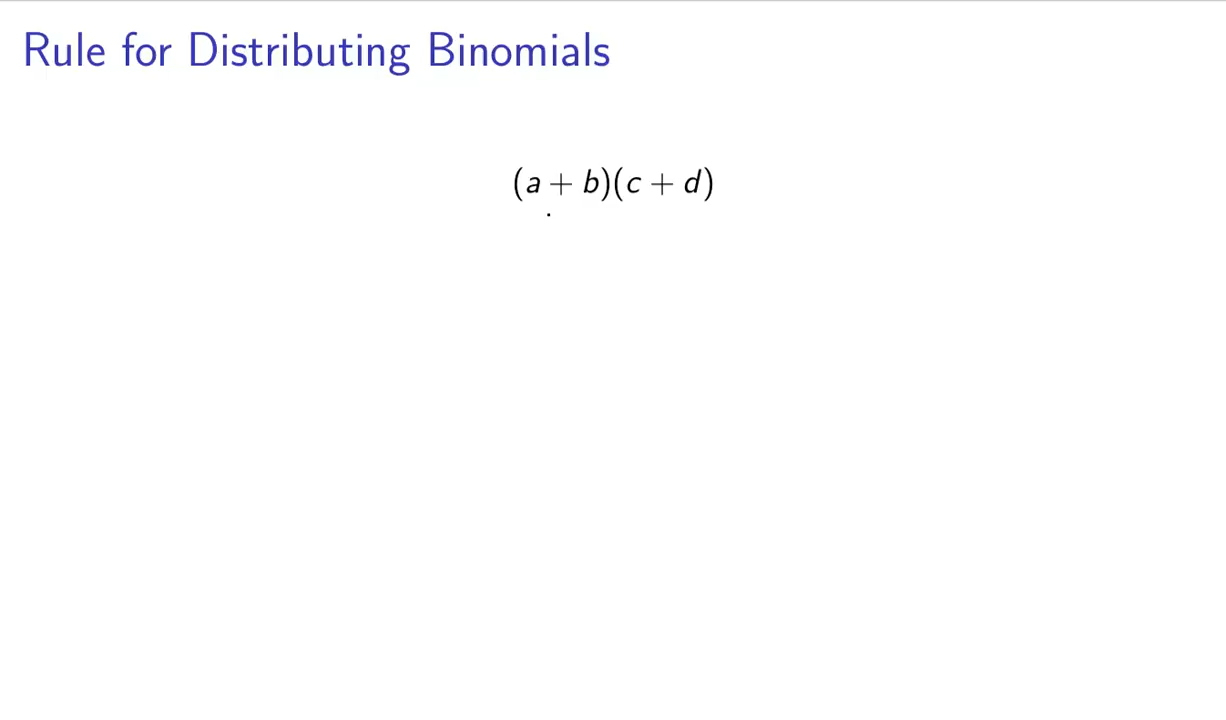 Rule for Distributing Binomials
(a + b)(c + d)
.